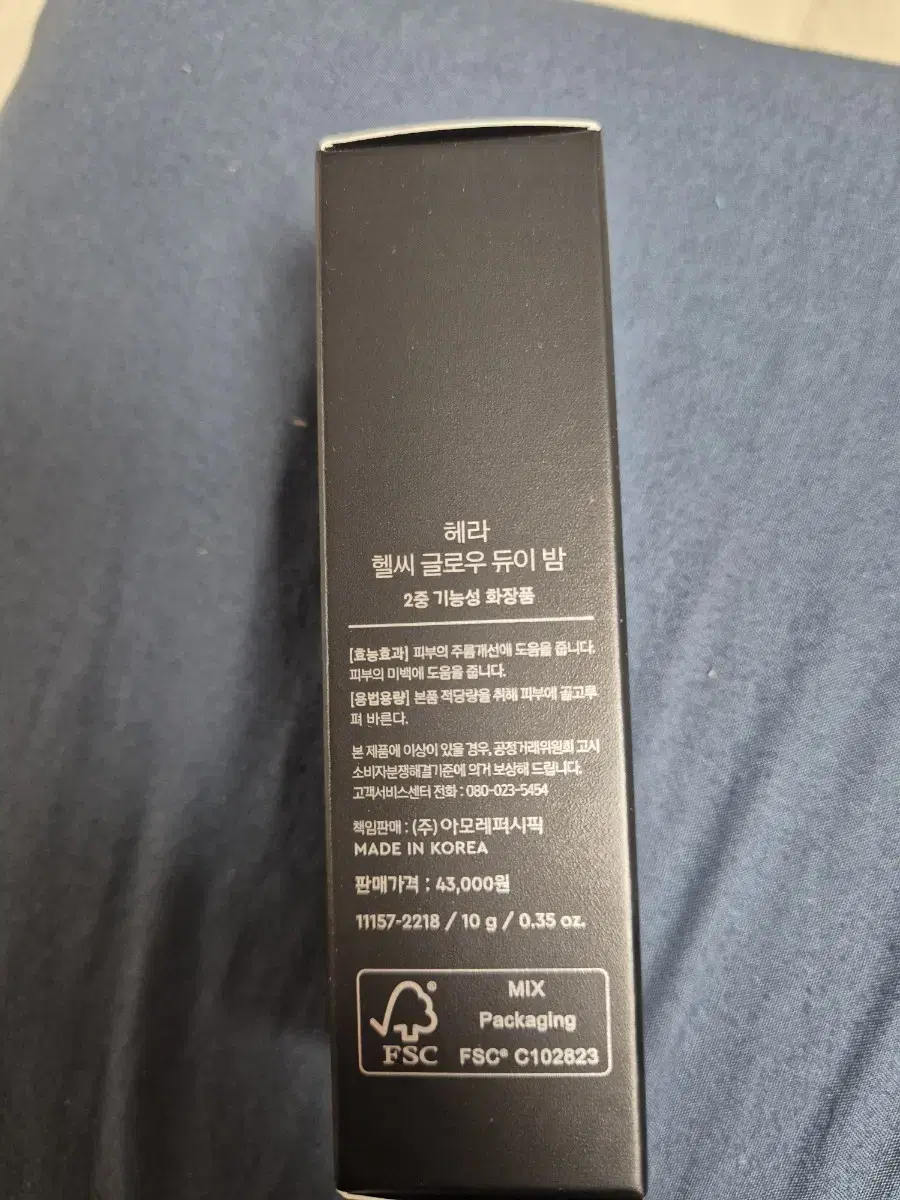 헤라
헬씨 글로우 듀이 밤
2중 기능성 화장품
[효능효과] 피부의 주름개선에 도움을 줍니다.
피부의 미백에 도움을 줍니다.
[용법용량] 본품 적당량을 취해 피부에 골고루
펴 바른다.
본 제품에 이상이 있을 경우, 공정거래위원회 고시
소비자분쟁해결기준에 의거 보상해 드립니다.
고객서비스센터 전화 : 080-023-5454
책임판매 : (주)아모레퍼시픽
MADE IN KOREA
판매가격 : 43,000원
11157-2218 / 10 g / 0.35 oz.
MIX
Packaging
FSC® C102823
FSC